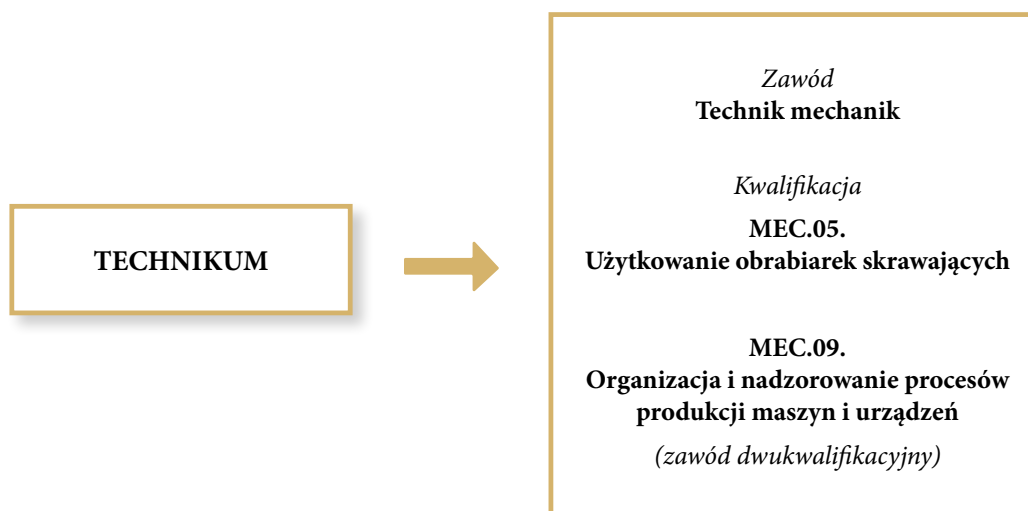 TECHNIKUM
Zawód
Technik mechanik
Kwalifikacja
MEC.05.
Użytkowanie obrabiarek skrawających
MEC.09.
Organizacja i nadzorowanie procesów
produkcji maszyn i urządzeń
(zawód dwukwalifikacyjny)